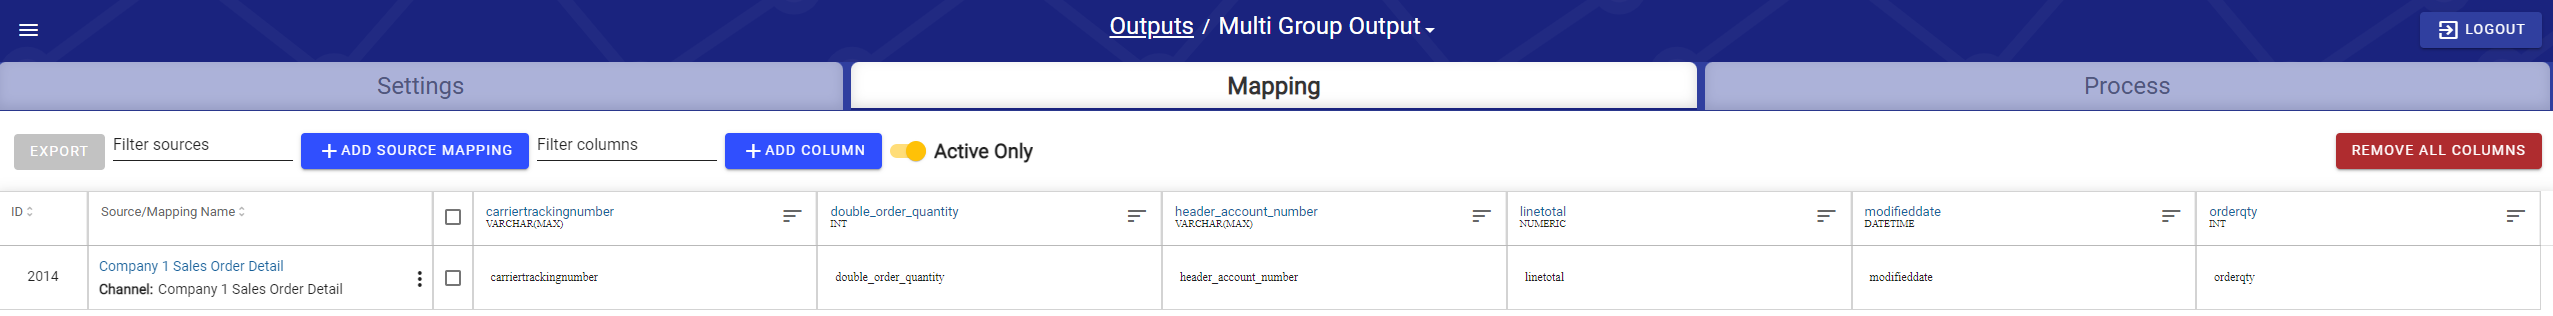 Outputs / Multi Group Output
LOGOUT
Settings
Mapping
Process
EXPORT
Filter sources
ADD SOURCE MAPPING
Filter columns
ADD COLUMN
Active Only
REMOVE ALL COLUMNS
ID
Source/Mapping Name
carriertrackingnumber
VARCHAR(MAX)
double_order_quantity
INT
header_account_number
VARCHAR(MAX)
linetotal
NUMERIC
modifieddate
DATETIME
orderqty
INT
2014
Company 1 Sales Order Detail
Channel: Company 1 Sales Order Detail
carriertrackingnumber
double_order_quantity
header_account_number
linetotal
modifieddate
orderqty